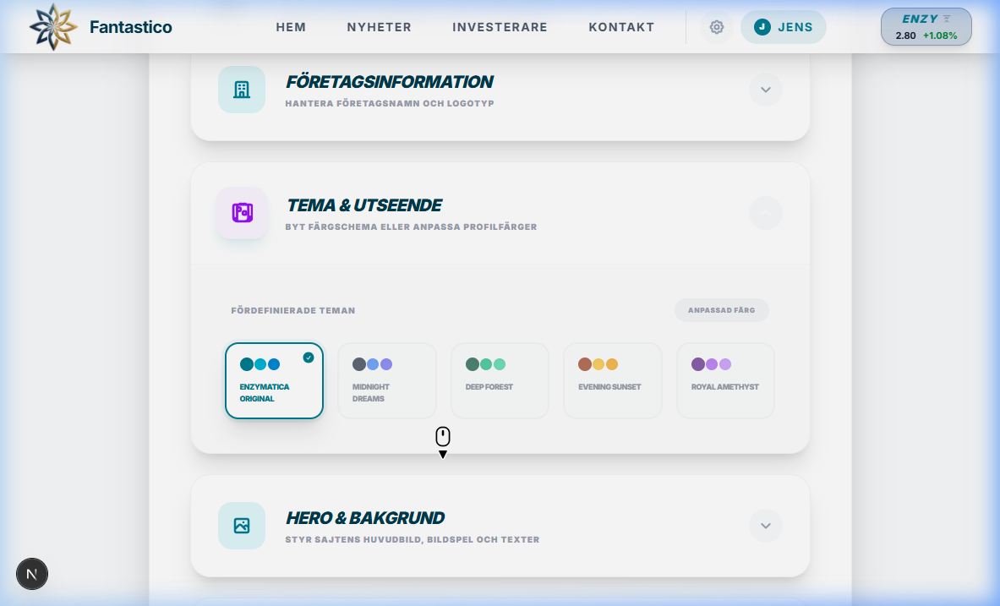 Fantastico
HEM
NYHETER
INVESTERARE
KONTAKT
J
JENS
ENZY
2.80 +1.08%
FÖRETAGSINFORMATION
HANTERA FÖRETAGSNAMN OCH LOGOTYP
TEMA & UTSEENDE
BYT FÄRGSCHEMA ELLER ANPASSA PROFILFÄRGER
FÖRDEFINIERADE TEMAN
ANPASSAD FÄRG
ENZYMATICA
ORIGINAL
MIDNIGHT
DREAMS
DEEP FOREST
EVENING SUNSET
ROYAL AMETHYST
HERO & BAKGRUND
STYR SAJTENS HUVUDBILD, BILDSPEL OCH TEXTER
N